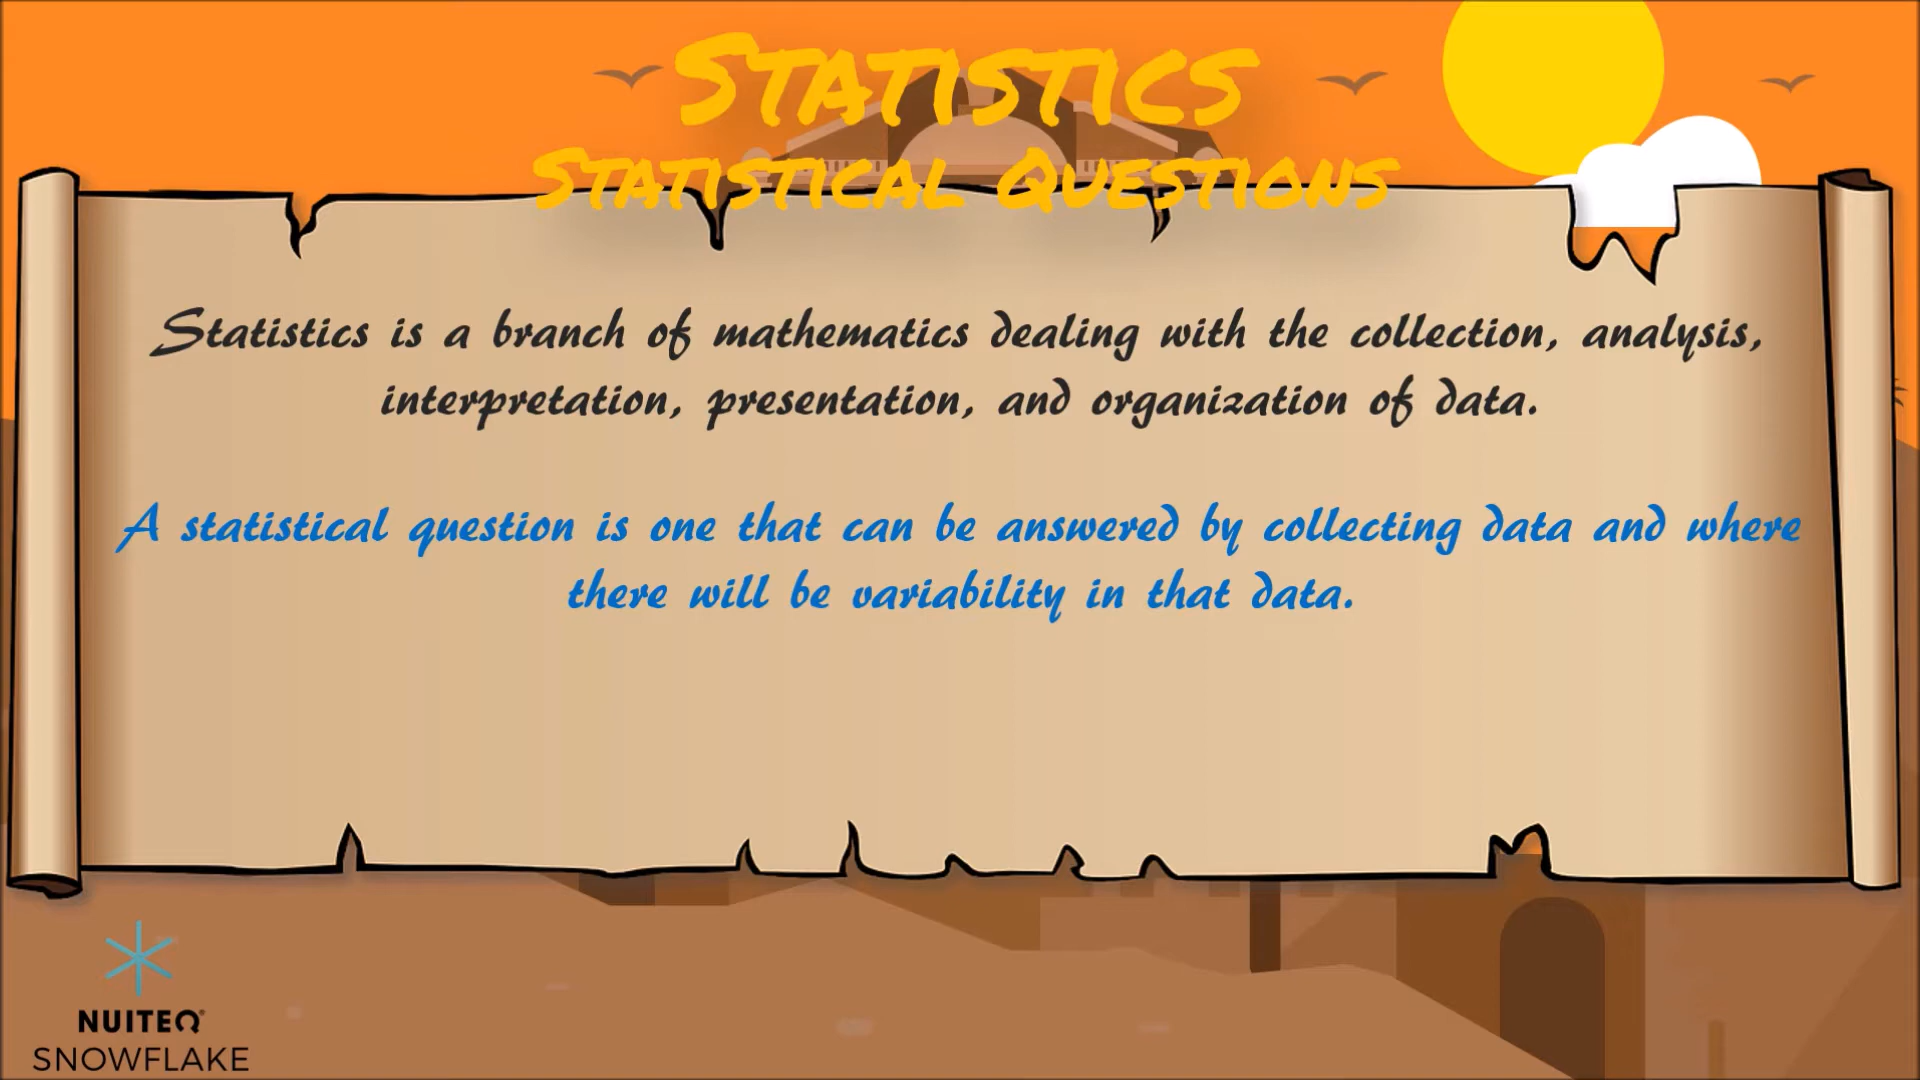 Statistics
Statistical Questions
Statistics is a branch of mathematics dealing with the collection, analysis,
interpretation, presentation, and organization of data.
A statistical question is one that can be answered by collecting data and where
there will be variability in that data.
NUITEQ®
SNOWFLAKE